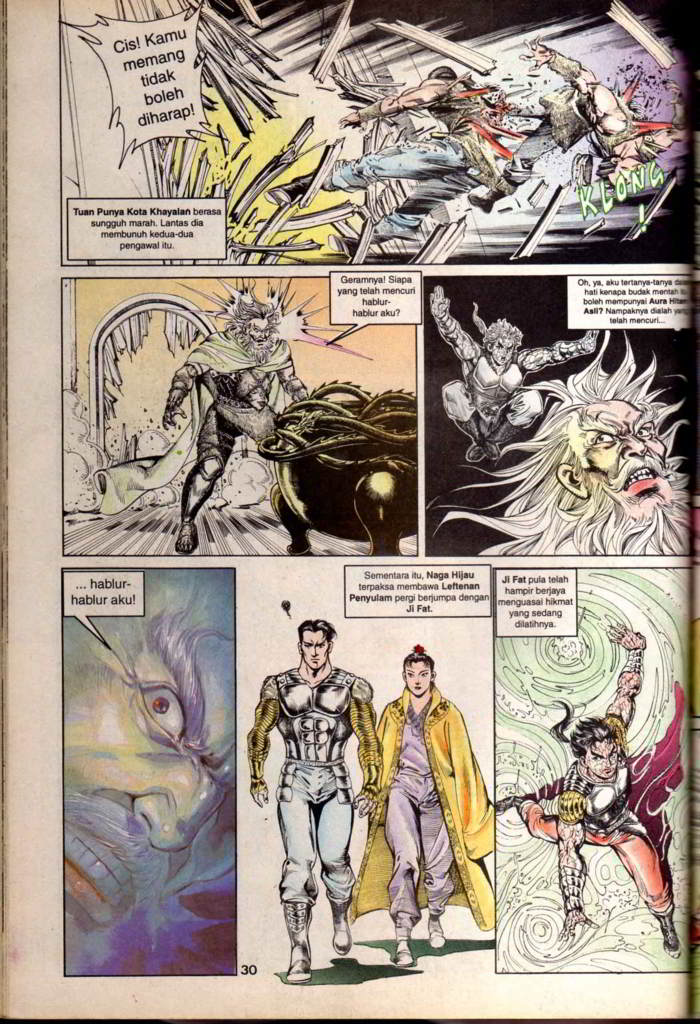 Cis! Kamu
memang
tidak
boleh
diharap!
KLONG
!
Tuan Punya Kota Khayalan berasa
sungguh marah. Lantas dia
membunuh kedua-dua
pengawal itu.
Geramnya! Siapa
yang telah mencuri
hablur-
hablur aku?
Oh, ya, aku tertanya-tanya
hati kenapa budak mentah
boleh mempunyai Aura Hitam
Asli? Nampaknya dialah yang
telah mencuri...
... hablur-
hablur aku!
Sementara itu, Naga Hijau
terpaksa membawa Leftenan
Penyulam pergi berjumpa dengan
Ji Fat.
Ji Fat pula telah
hampir berjaya
menguasai hikmat
yang sedang
dilatihnya.
30